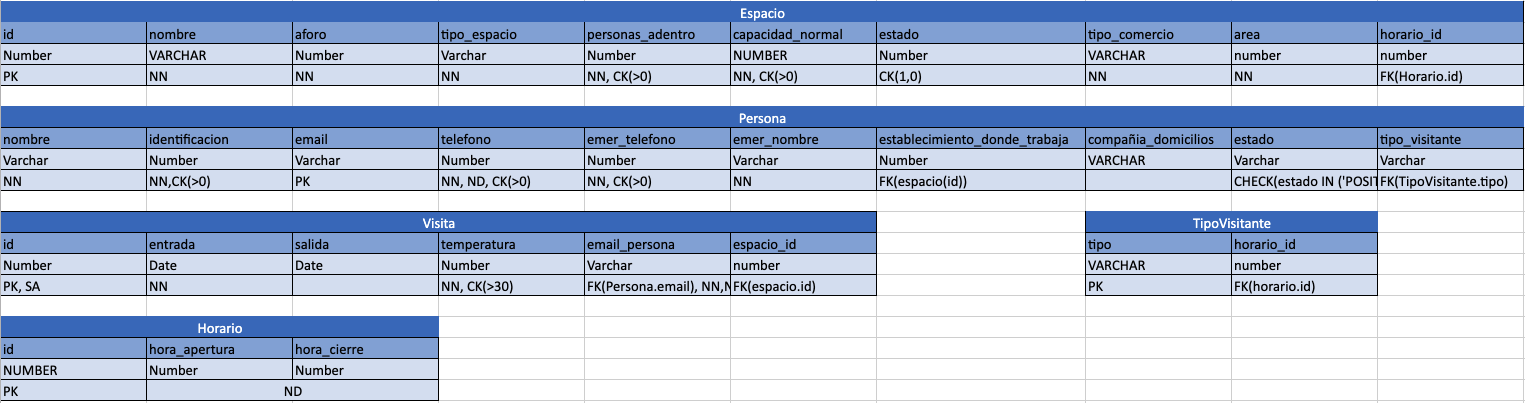 Espacio
id nombre aforo tipo_espacio personas_adentro capacidad_normal estado tipo_comercio area horario_id
Number VARCHAR Number Varchar Number NUMBER Number VARCHAR number number
PK NN NN NN NN, CK(>0) NN, CK(>0) CK(1,0) NN NN FK(Horario.id)
Persona
nombre identificacion email telefono emer_telefono emer_nombre establecimiento_donde_trabaja compañia_domicilios estado tipo_visitante
Varchar Number Varchar Number Number Varchar Number VARCHAR Varchar Varchar
NN NN,CK(>0) PK NN, ND, CK(>0) NN, CK(>0) NN FK(espacio(id)) CHECK(estado IN ('POSIT FK(TipoVisitante.tipo)
Visita TipoVisitante
id entrada salida temperatura email_persona espacio_id tipo horario_id
Number Date Date Number Varchar number VARCHAR number
PK, SA NN NN, CK(>30) FK(Persona.email), NN,N FK(espacio.id) PK FK(horario.id)
Horario
id hora_apertura hora_cierre
NUMBER Number Number
PK ND